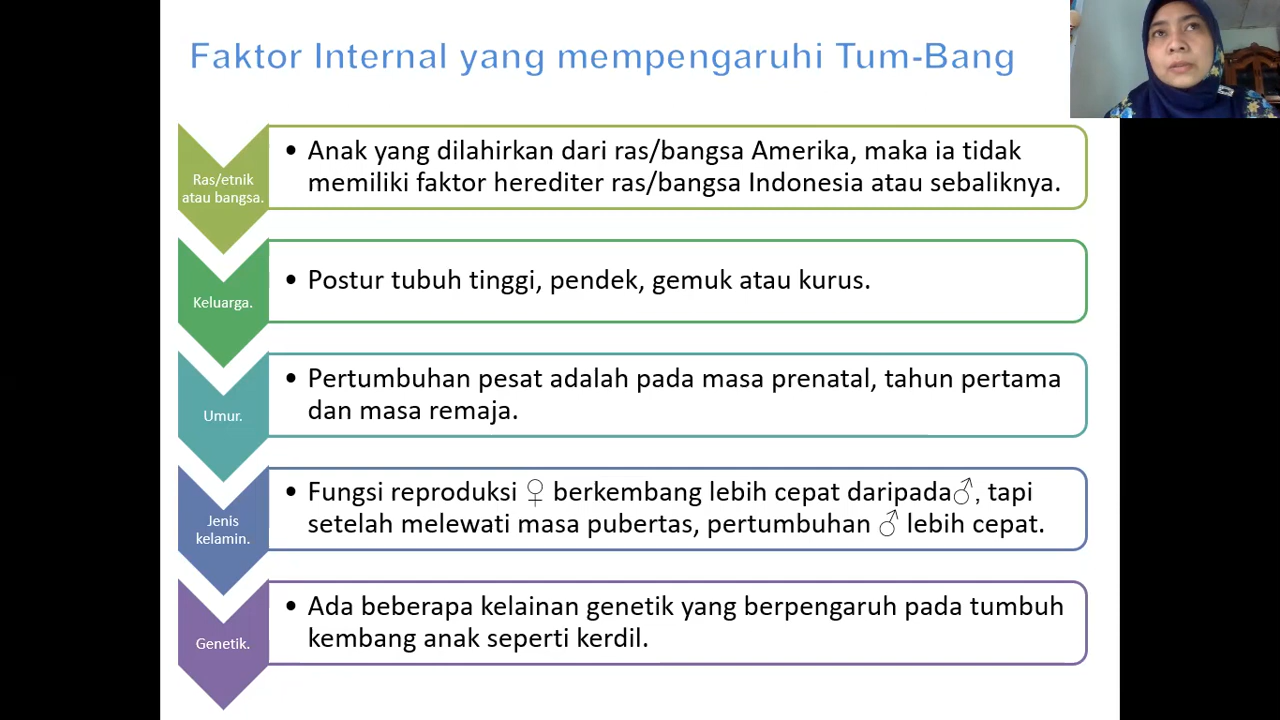 Faktor Internal yang mempengaruhi Tum-Bang
Ras/etnik
atau bangsa.
• Anak yang dilahirkan dari ras/bangsa Amerika, maka ia tidak
memiliki faktor herediter ras/bangsa Indonesia atau sebaliknya.
Keluarga.
• Postur tubuh tinggi, pendek, gemuk atau kurus.
Umur.
• Pertumbuhan pesat adalah pada masa prenatal, tahun pertama
dan masa remaja.
Jenis
kelamin.
• Fungsi reproduksi ♀ berkembang lebih cepat daripada♂, tapi
setelah melewati masa pubertas, pertumbuhan ♂ lebih cepat.
Genetik.
• Ada beberapa kelainan genetik yang berpengaruh pada tumbuh
kembang anak seperti kerdil.